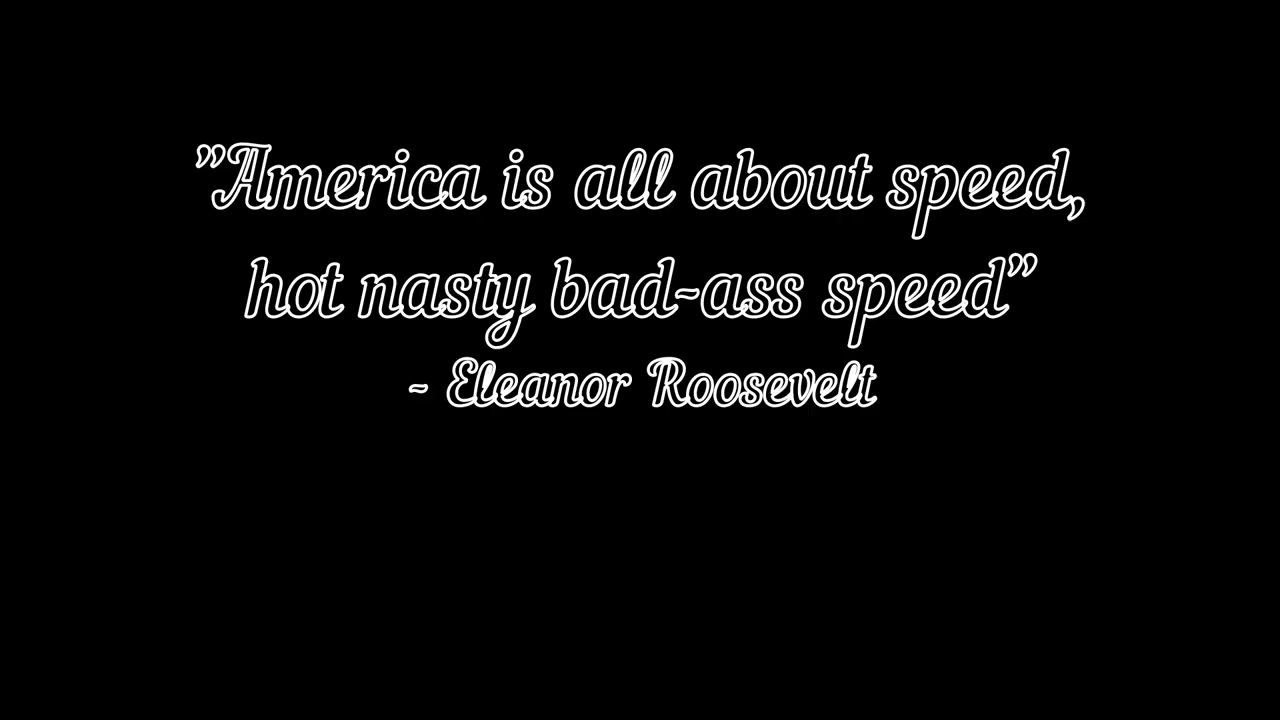 ”America is all about speed,
hot nasty bad-ass speed”
- Eleanor Roosevelt